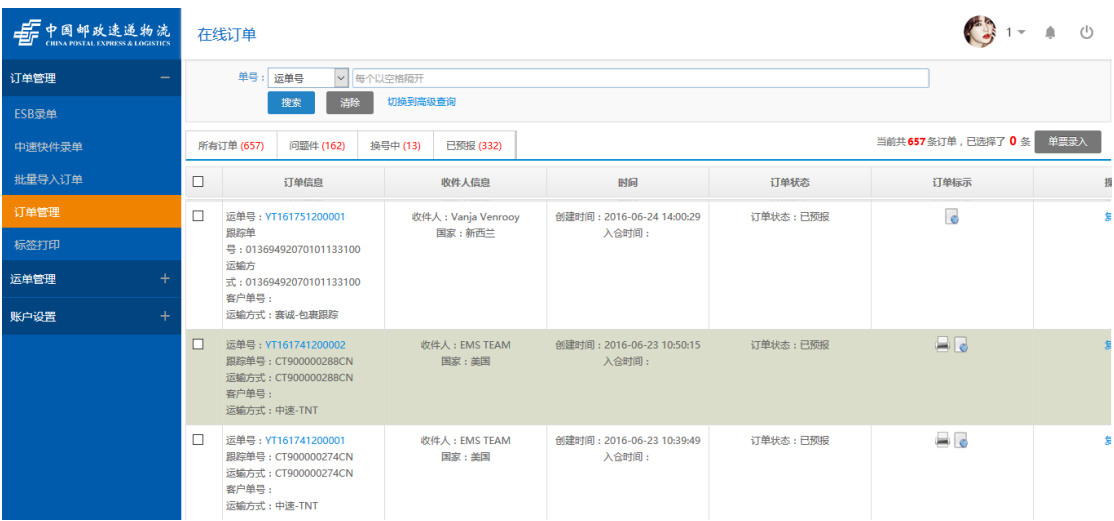 中国邮政速递物流
CHINA POSTAL EXPRESS & LOGISTICS
在线订单
1
订单管理
ESB录单
中速快件录单
批量导入订单
订单管理
标签打印
运单管理
账户设置
单号： 运单号 每个以空格隔开
搜索 清除 切换到高级查询
所有订单 (657) 问题件 (162) 换号中 (13) 已预报 (332) 当前共657条订单，已选择了 0 条 单票录入
订单信息 收件人信息 时间 订单状态 订单标示
运单号：YT161751200001 收件人：Vanja Venrooy 创建时间：2016-06-24 14:00:29 订单状态：已预报
跟踪单 国家：新西兰 入仓时间：
号：01369492070101133100
运输方
式：01369492070101133100
客户单号：
运输方式：赛诚-包裹跟踪
运单号：YT161741200002 收件人：EMS TEAM 创建时间：2016-06-23 10:50:15 订单状态：已预报
跟踪单号：CT900000288CN 国家：美国 入仓时间：
运输方式：CT900000288CN
客户单号：
运输方式：中速-TNT
运单号：YT161741200001 收件人：EMS TEAM 创建时间：2016-06-23 10:39:49 订单状态：已预报
跟踪单号：CT900000274CN 国家：美国 入仓时间：
运输方式：CT900000274CN
客户单号：
运输方式：中速-TNT